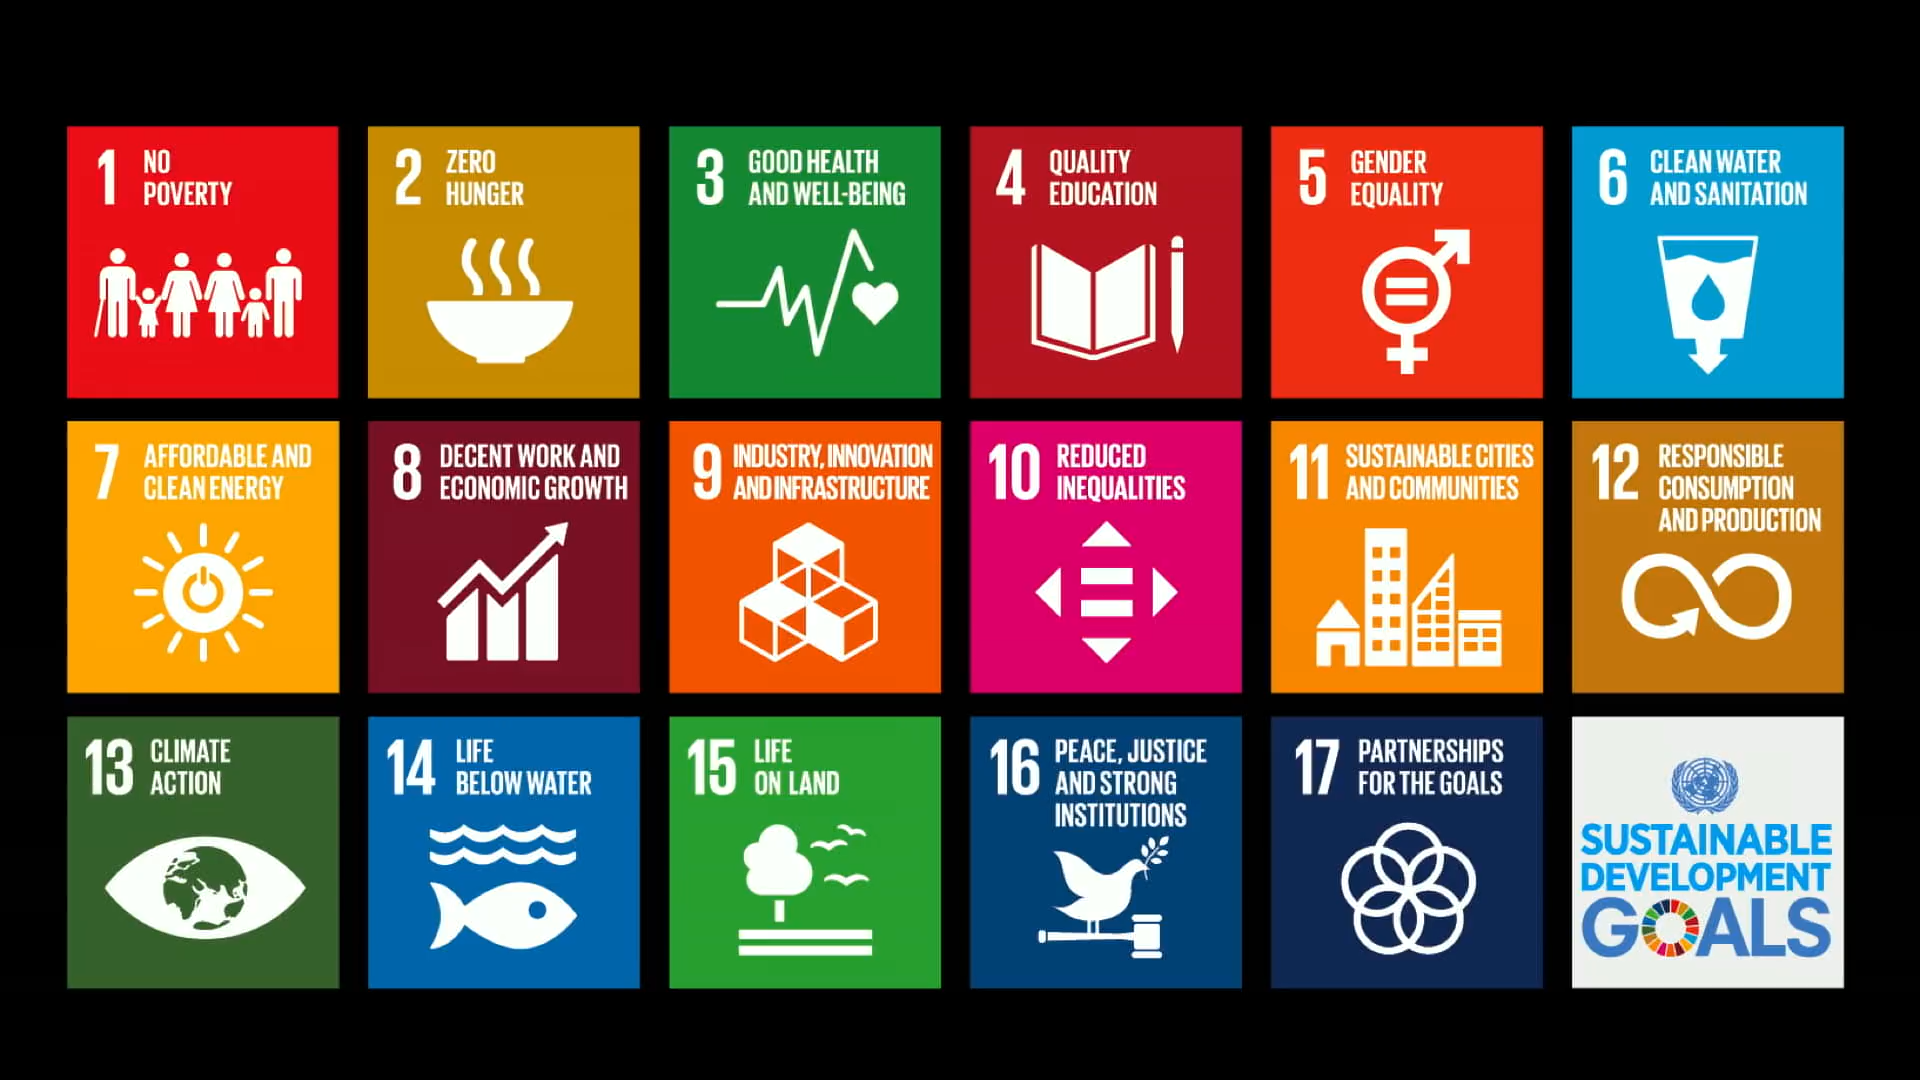 1 NO
POVERTY
2 ZERO
HUNGER
3 GOOD HEALTH
AND WELL-BEING
4 QUALITY
EDUCATION
5 GENDER
EQUALITY
6 CLEAN WATER
AND SANITATION
7 AFFORDABLE AND
CLEAN ENERGY
8 DECENT WORK AND
ECONOMIC GROWTH
9 INDUSTRY, INNOVATION
AND INFRASTRUCTURE
10 REDUCED
INEQUALITIES
11 SUSTAINABLE CITIES
AND COMMUNITIES
12 RESPONSIBLE
CONSUMPTION
AND PRODUCTION
13 CLIMATE
ACTION
14 LIFE
BELOW WATER
15 LIFE
ON LAND
16 PEACE, JUSTICE
AND STRONG
INSTITUTIONS
17 PARTNERSHIPS
FOR THE GOALS
SUSTAINABLE
DEVELOPMENT
GOALS